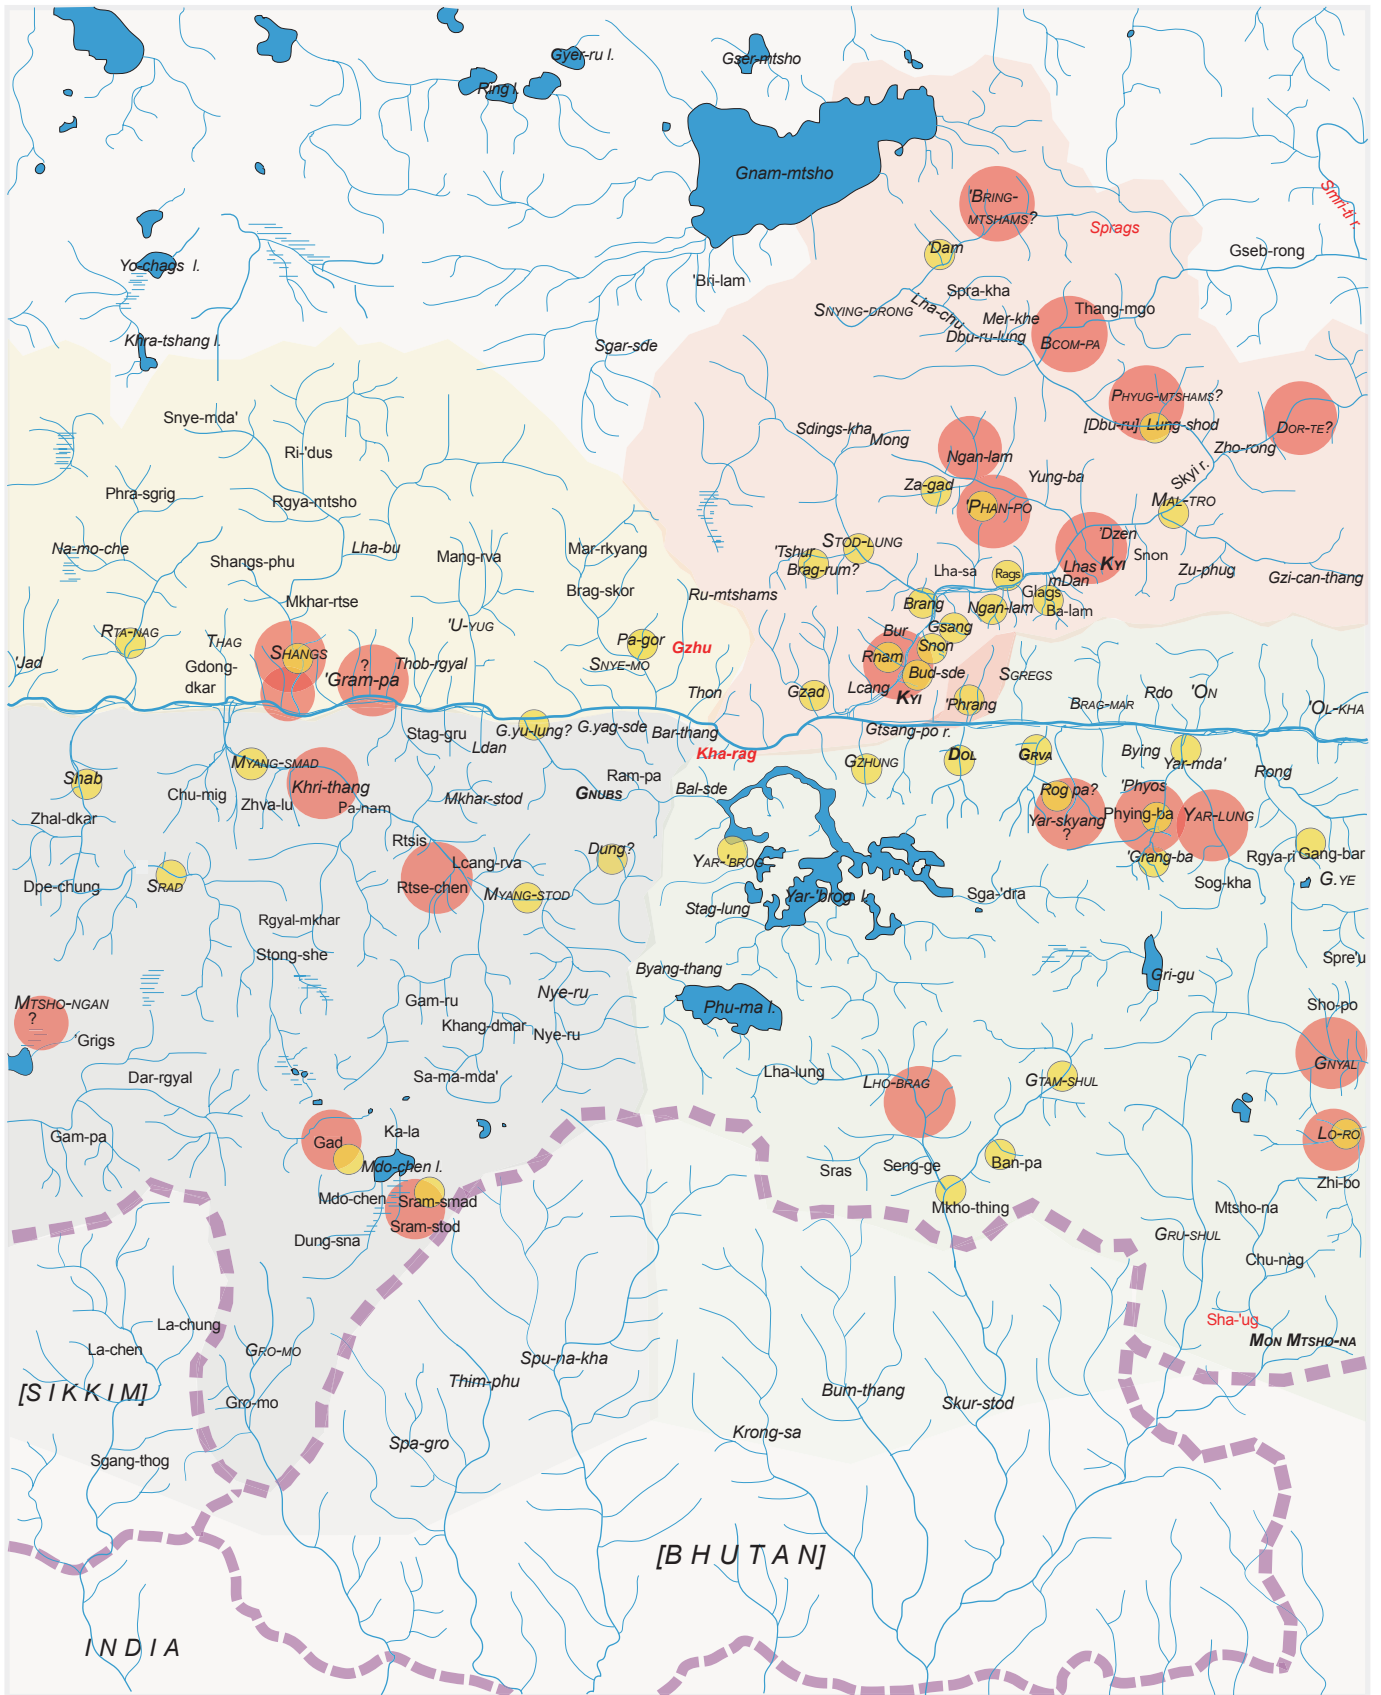 Gyer-ru l.
Gser-mtsho
Ring l.
Gnam-mtsho
'BRING-
MTSHAMS?
Smri-ti r.
Sprags
'Dam
Gseb-rong
Yo-chags l.
'Bri-lam
Spra-kha
SNYING-DRONG
Lha-chu
Mer-khe
Thang-mgo
Dbu-ru-lung
BCOM-PA
Khra-tshang l.
Sgar-sde
PHYUG-MTSHAMS?
Snye-mda'
[Dbu-ru] Lung-shod
DOR-TE?
Sdings-kha
Mong
Zho-rong
Ri-'dus
Ngan-lam
Skyi r.
Yung-ba
Za-gad
Phra-sgrig
Rgya-mtsho
'PHAN-PO
MAL-TRO
Na-mo-che
Lha-bu
Mar-rkyang
STOD-LUNG
'Dzen
Shangs-phu
Mang-rva
'Tshur
Brag-rum?
Lha-sa
Rags
Lhas
KYI
Snon
mDan
Zu-phug
Gzi-can-thang
Brag-skor
Ru-mtshams
Glags
Mkhar-rtse
Brang
Ngan-lam
Ba-lam
'U-YUG
RTA-NAG
THAG
Bur
Gsang
'Jad
SHANGS
Pa-gor
Gzhu
Snon
Gdong-
dkar
?
'Gram-pa
Thob-rgyal
SNYE-MO
Rnam
Bud-sde
SGREGS
Thon
Gzad
Lcang
KYI
'Phrang
Rdo
'ON
BRAG-MAR
'OL-KHA
Stag-gru
Ldan
G.yu-lung?
G.yag-sde
Bar-thang
Gtsang-po r.
Kha-rag
DOL
GRVA
Bying
Yar-mda'
MYANG-SMAD
GZHUNG
Rong
Shab
Khri-thang
Ram-pa
GNUBS
Bal-sde
Rog pa?
'Phyos
Chu-mig
Zhva-lu
Pa-nam
Mkhar-stod
Zhal-dkar
Yar-skyang
?
Phying-ba
YAR-LUNG
Rtsis
Dung?
Lcang-rva
YAR-'BROG
'Grang-ba
Rgya-ri
Gang-bar
Dpe-chung
SRAD
Rtse-chen
MYANG-STOD
Yar-'brog l.
Sga-'dra
Sog-kha
G.YE
Stag-lung
Rgyal-mkhar
Stong-she
Spre'u
Byang-thang
Gri-gu
MTSHO-NGAN
?
Gam-ru
Nye-ru
Phu-ma l.
Sho-po
Khang-dmar
Nye-ru
'Grigs
Dar-rgyal
Sa-ma-mda'
Lha-lung
LHO-BRAG
GTAM-SHUL
GNYAL
Gam-pa
Gad
Ka-la
LO-RO
Mdo-chen l.
Sras
Seng-ge
Ban-pa
Mdo-chen
Sram-smad
Zhi-bo
Sram-stod
Mkho-thing
Mtsho-na
Dung-sna
GRU-SHUL
Chu-nag
La-chung
Sha-'ug
La-chen
GRO-MO
MON MTSHO-NA
Spu-na-kha
[SIKKIM]
Thim-phu
Bum-thang
Gro-mo
Skur-stod
Spa-gro
Krong-sa
Sgang-thog
[BHUTAN]
INDIA